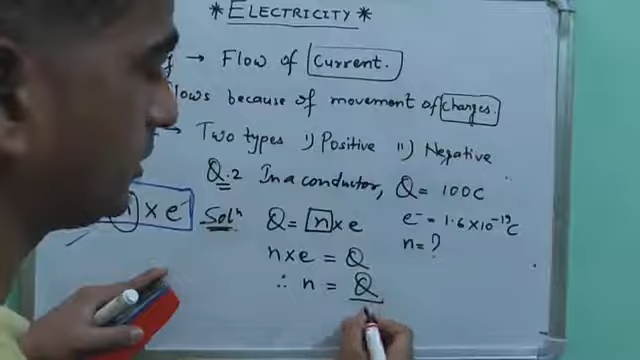 * ELECTRICITY *
→ Flow of Current.
flows because of movement of charges.
→ Two types i) Positive ii) Negative
Q.2 In a conductor, Q = 100C
x e⁻ Solⁿ Q = n x e e⁻ = 1.6 x 10⁻¹⁹ C
n x e = Q n = ?
∴ n = Q